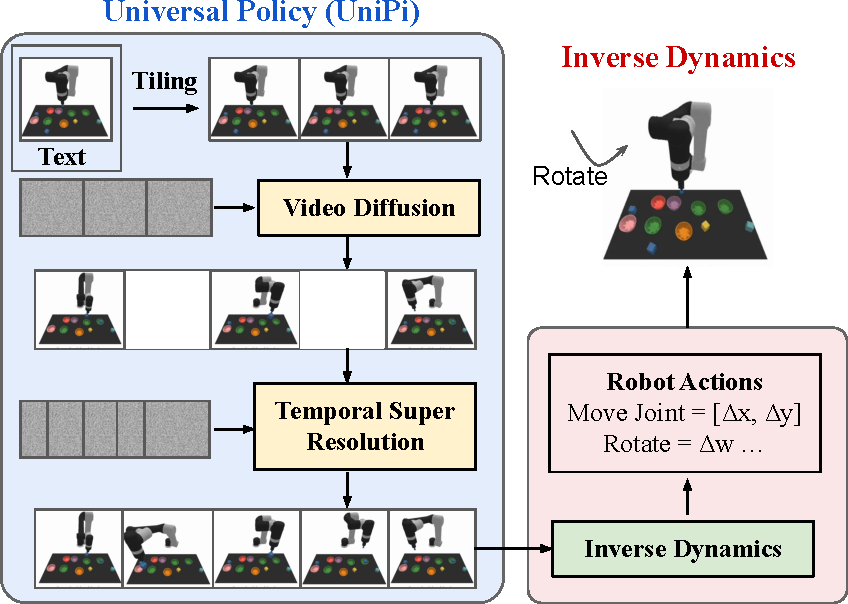 Universal Policy (UniPi)
Tiling
Text
Video Diffusion
Temporal Super
Resolution
Inverse Dynamics
Rotate
Robot Actions
Move Joint = [Δx, Δy]
Rotate = Δw …
Inverse Dynamics